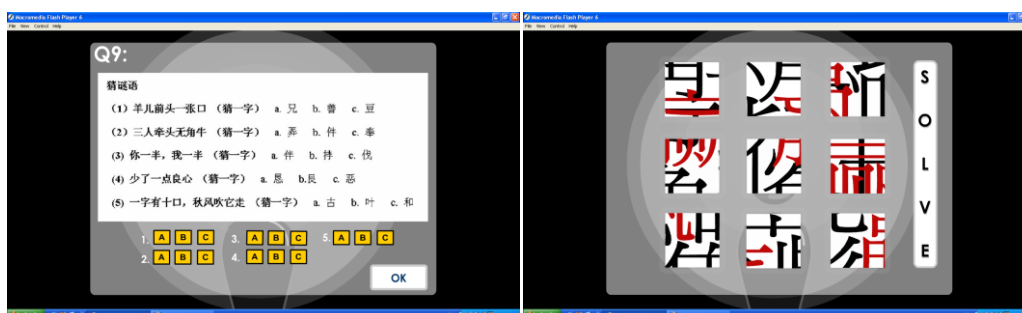 Macromedia Flash Player 6
File View Control Help
Q9:
猜谜语
(1) 羊儿前头一张口 (猜一字) a. 兄 b. 善 c. 豆
(2) 三人牵头无角牛 (猜一字) a. 弄 b. 件 c. 奉
(3) 你一半，我一半 (猜一字) a. 伴 b. 持 c. 伐
(4) 少了一点良心 (猜一字) a. 恳 b.艮 c. 恶
(5) 一字有十口，秋风吹它走 (猜一字) a. 古 b. 叶 c. 和
1. A B C 3. A B C 5. A B C
2. A B C 4. A B C
OK
Macromedia Flash Player 6
File View Control Help
S
O
L
V
E